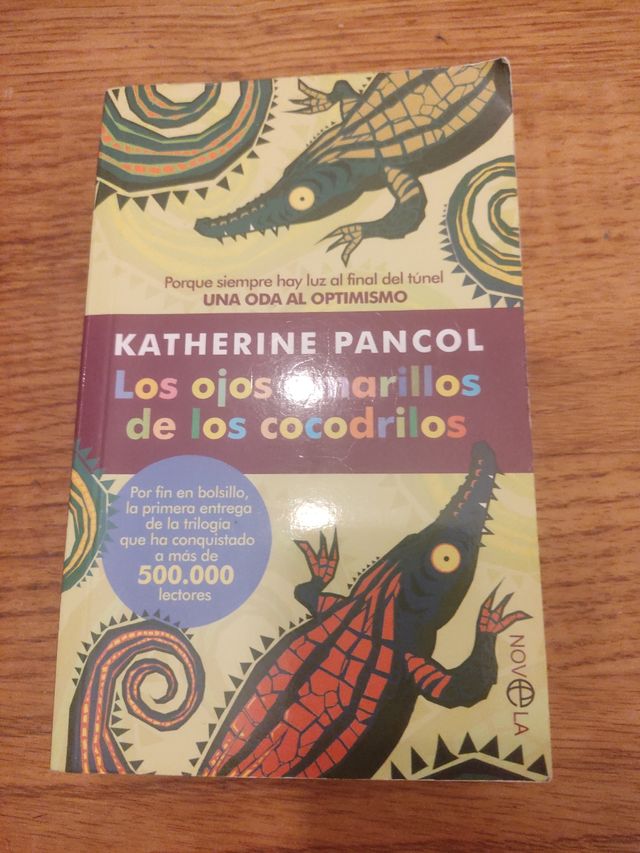 Porque siempre hay luz al final del túnel
UNA ODA AL OPTIMISMO
KATHERINE PANCOL
Los ojos amarillos
de los cocodrilos
Por fin en bolsillo,
la primera entrega
de la trilogía
que ha conquistado
a más de
500.000
lectores
NOVELA